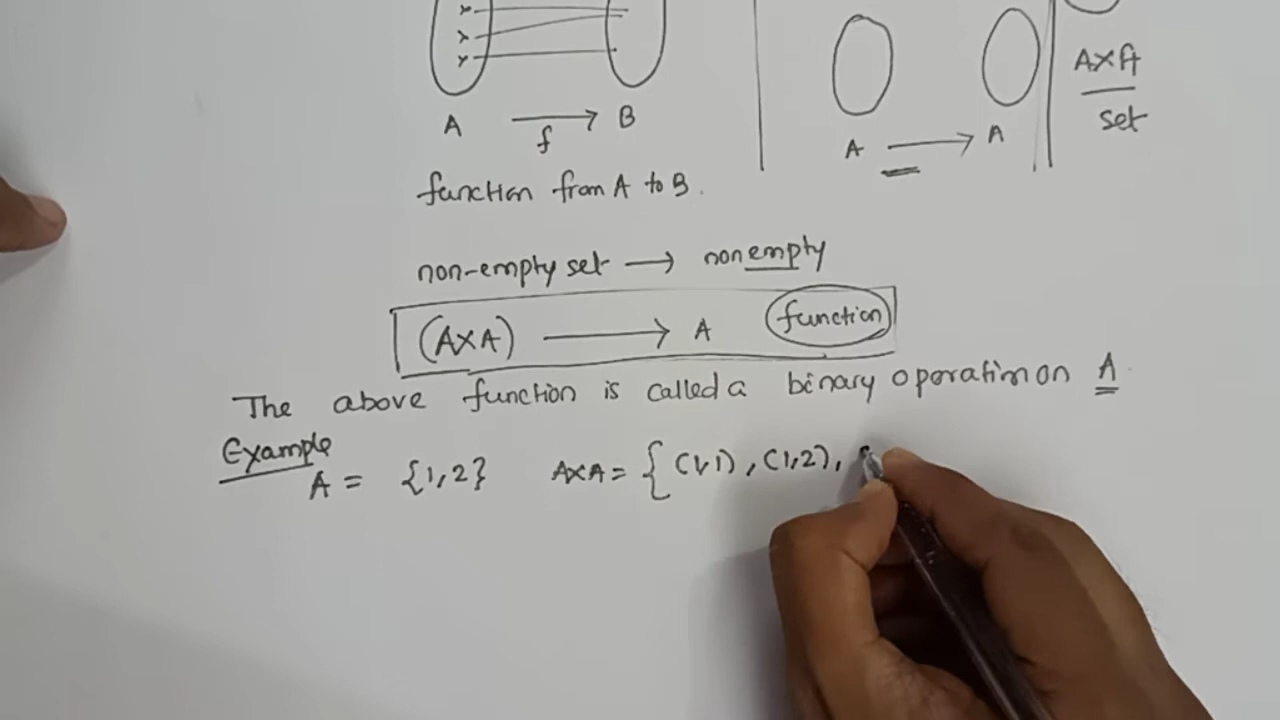 A ⟶ B
f
function from A to B.
A ⟶ A
AXA
set
non-empty set ⟶ nonempty
(AXA) ⟶ A function
The above function is called a binary operation on A
Example
A = {1,2} AXA = { (1,1), (1,2),